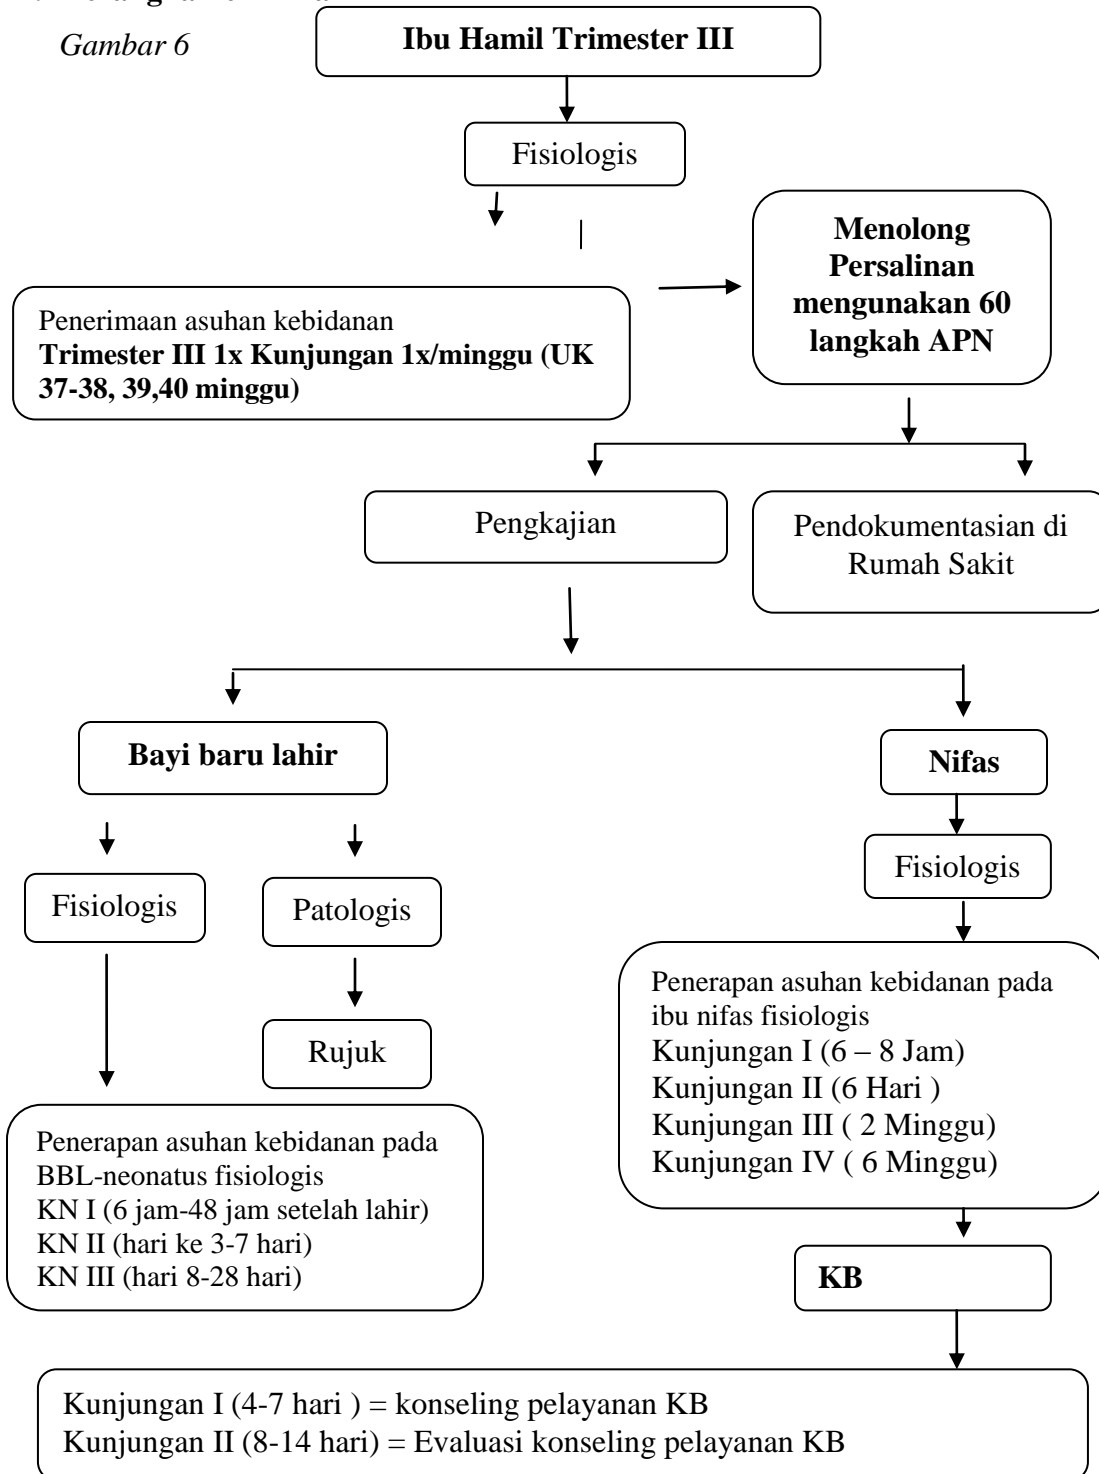 Gambar 6
Ibu Hamil Trimester III
Fisiologis
Menolong
Persalinan
mengunakan 60
langkah APN
Penerimaan asuhan kebidanan
Trimester III 1x Kunjungan 1x/minggu (UK
37-38, 39,40 minggu)
Pengkajian
Pendokumentasian di
Rumah Sakit
Bayi baru lahir
Nifas
Fisiologis
Patologis
Fisiologis
Rujuk
Penerapan asuhan kebidanan pada
ibu nifas fisiologis
Kunjungan I (6 – 8 Jam)
Kunjungan II (6 Hari )
Kunjungan III ( 2 Minggu)
Kunjungan IV ( 6 Minggu)
Penerapan asuhan kebidanan pada
BBL-neonatus fisiologis
KN I (6 jam-48 jam setelah lahir)
KN II (hari ke 3-7 hari)
KN III (hari 8-28 hari)
KB
Kunjungan I (4-7 hari ) = konseling pelayanan KB
Kunjungan II (8-14 hari) = Evaluasi konseling pelayanan KB